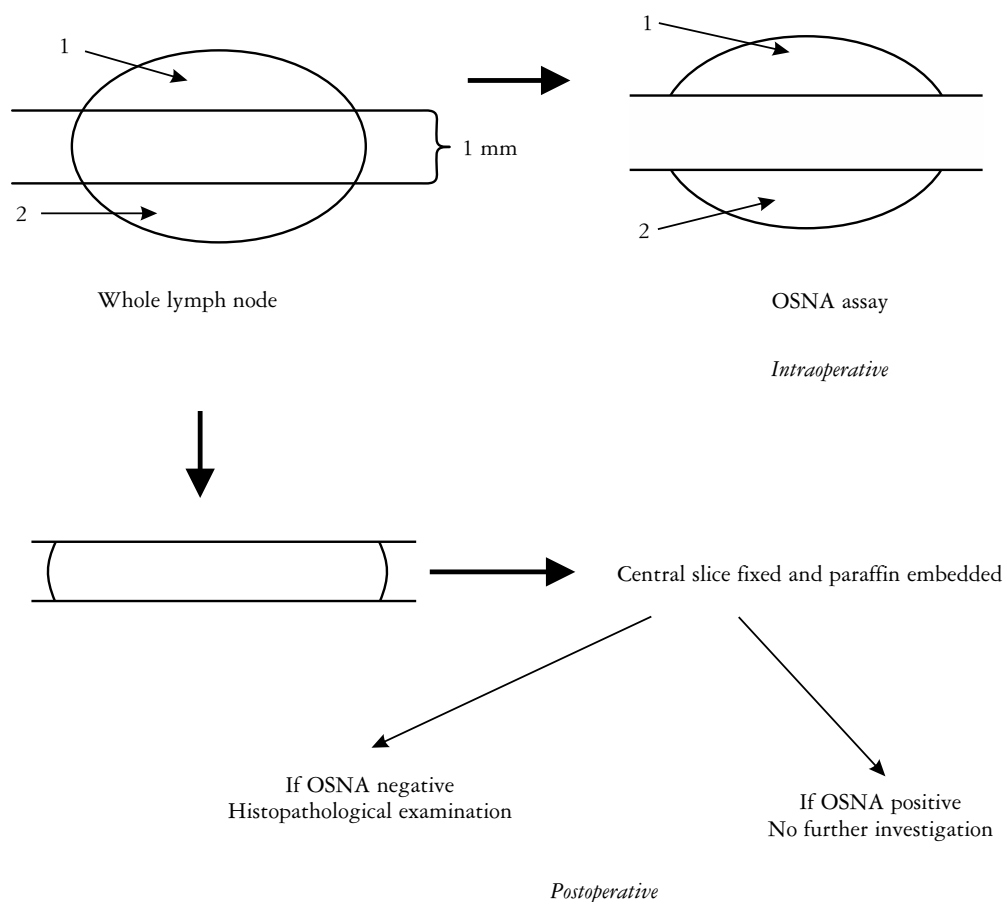 1
1 mm
2
Whole lymph node
1
2
OSNA assay
Intraoperative
Central slice fixed and paraffin embedded
If OSNA negative
Histopathological examination
If OSNA positive
No further investigation
Postoperative